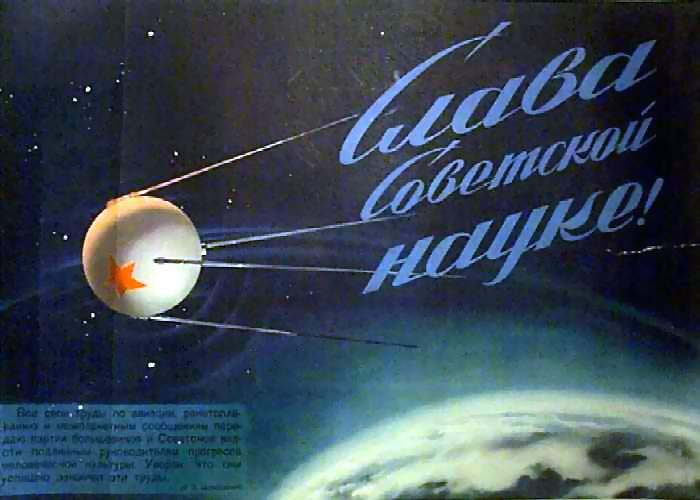 Слава
Советской
науке!
Все свои труды по авиации, ракетопла-
ванию и межпланетным сообщениям пере-
даю партии большевиков и Советской вла-
сти подлинным руководителям прогресса
человеческой культуры. Уверен, что они
успешно закончат эти труды.